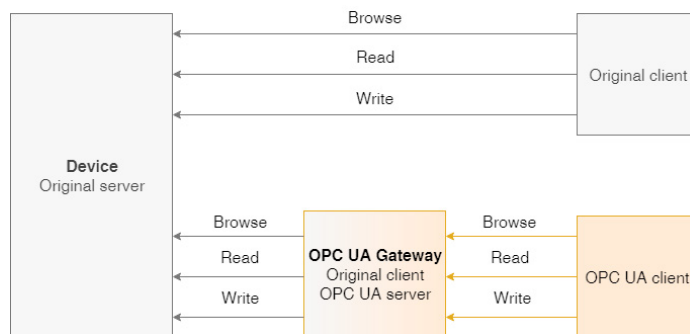 Browse
Read
Original client
Write
Device
Original server
Browse
Browse
OPC UA Gateway
Read
Read
Original client
OPC UA client
OPC UA server
Write
Write